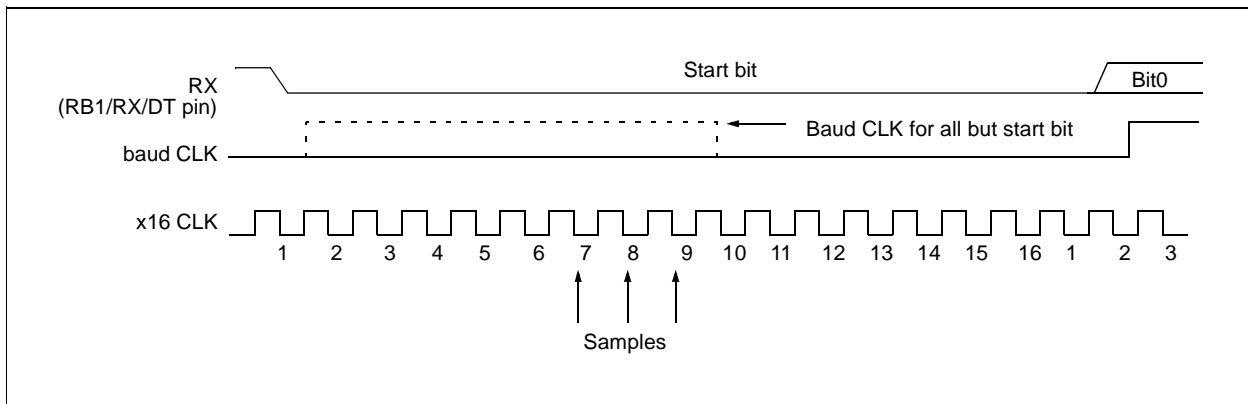 Start bit
RX
(RB1/RX/DT pin)
Bit0
Baud CLK for all but start bit
baud CLK
x16 CLK
1 2 3 4 5 6 7 8 9 10 11 12 13 14 15 16 1 2 3
Samples